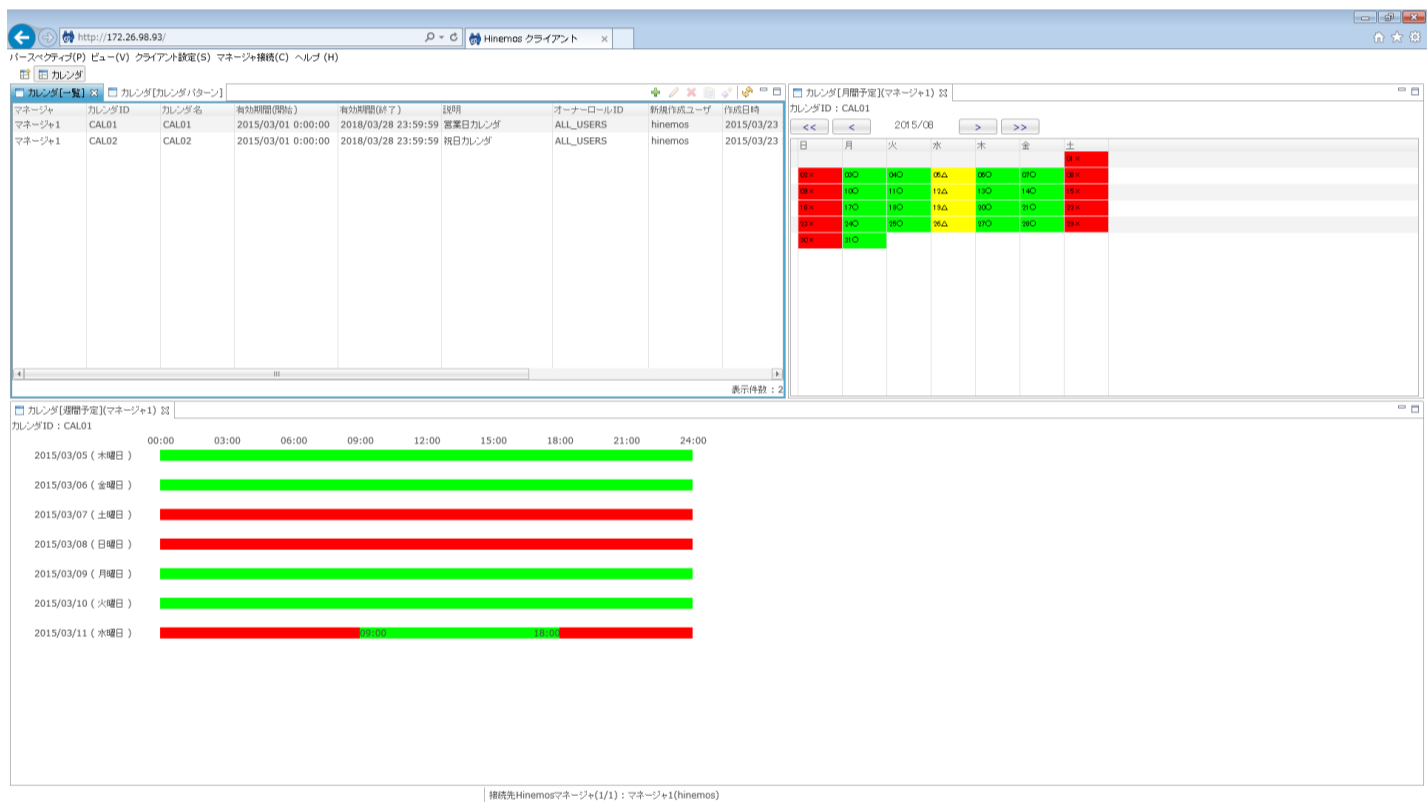 http://172.26.98.93/
Hinemos クライアント ×
パースペクティブ(P) ビュー(V) クライアント設定(S) マネージャ接続(C) ヘルプ (H)
カレンダ
カレンダ[一覧] カレンダ[カレンダパターン]
マネージャ カレンダID カレンダ名 有効期間(開始) 有効期間(終了) 説明 オーナーロールID 新規作成ユーザ 作成日時
マネージャ1 CAL01 CAL01 2015/03/01 0:00:00 2018/03/28 23:59:59 営業日カレンダ ALL_USERS hinemos 2015/03/23
マネージャ1 CAL02 CAL02 2015/03/01 0:00:00 2018/03/28 23:59:59 祝日カレンダ ALL_USERS hinemos 2015/03/23
表示件数 : 2
カレンダ[月間予定](マネージャ1)
カレンダID : CAL01
<< < 2015/08 > >>
日 月 火 水 木 金 土
01×
02× 03○ 04○ 05△ 06○ 07○ 08×
09× 10○ 11○ 12△ 13○ 14○ 15×
16× 17○ 18○ 19△ 20○ 21○ 22×
23× 24○ 25○ 26△ 27○ 28○ 29×
30× 31○
カレンダ[週間予定](マネージャ1)
カレンダID : CAL01
00:00 03:00 06:00 09:00 12:00 15:00 18:00 21:00 24:00
2015/03/05 ( 木曜日 )
2015/03/06 ( 金曜日 )
2015/03/07 ( 土曜日 )
2015/03/08 ( 日曜日 )
2015/03/09 ( 月曜日 )
2015/03/10 ( 火曜日 )
2015/03/11 ( 水曜日 ) 09:00 18:00
接続先Hinemosマネージャ(1/1) : マネージャ1(hinemos)